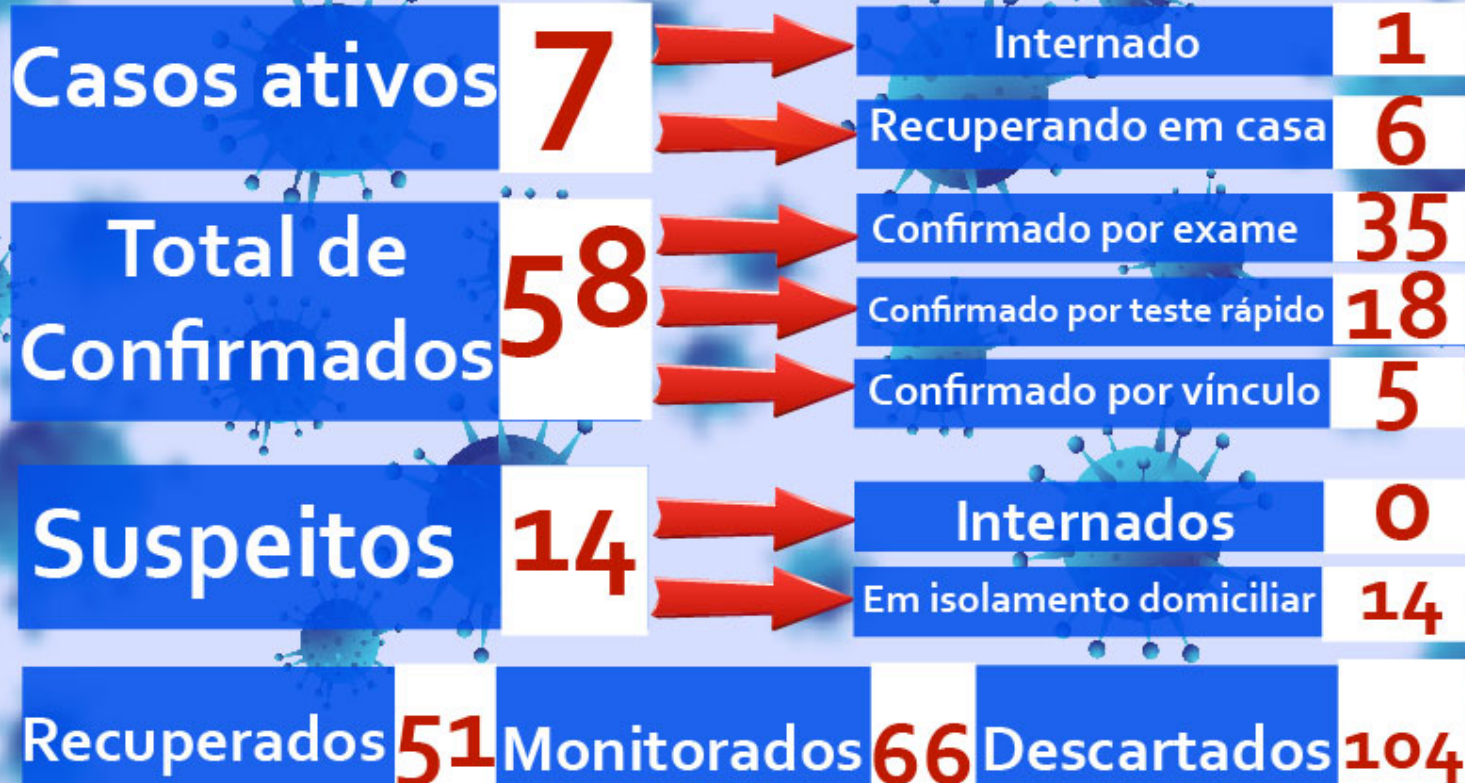 Casos ativos 7
Internado 1
Recuperando em casa 6
Total de
Confirmados 58
Confirmado por exame 35
Confirmado por teste rápido 18
Confirmado por vínculo 5
Suspeitos 14
Internados 0
Em isolamento domiciliar 14
Recuperados 51 Monitorados 66 Descartados 104